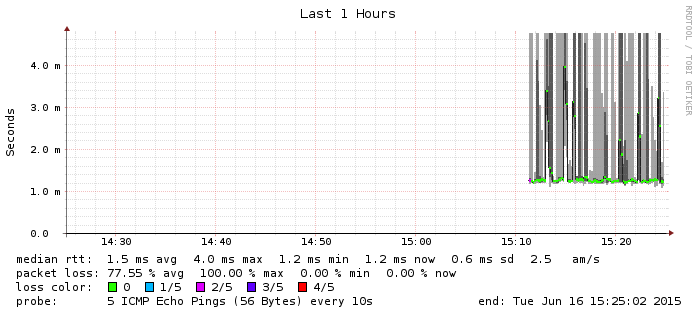 Last 1 Hours
RRDTOOL / TOBI OETIKER
Seconds
4.0 m
3.0 m
2.0 m
1.0 m
0.0
14:30 14:40 14:50 15:00 15:10 15:20
median rtt: 1.5 ms avg 4.0 ms max 1.2 ms min 1.2 ms now 0.6 ms sd 2.5 am/s
packet loss: 77.55 % avg 100.00 % max 0.00 % min 0.00 % now
loss color: 0 1/5 2/5 3/5 4/5
probe: 5 ICMP Echo Pings (56 Bytes) every 10s end: Tue Jun 16 15:25:02 2015